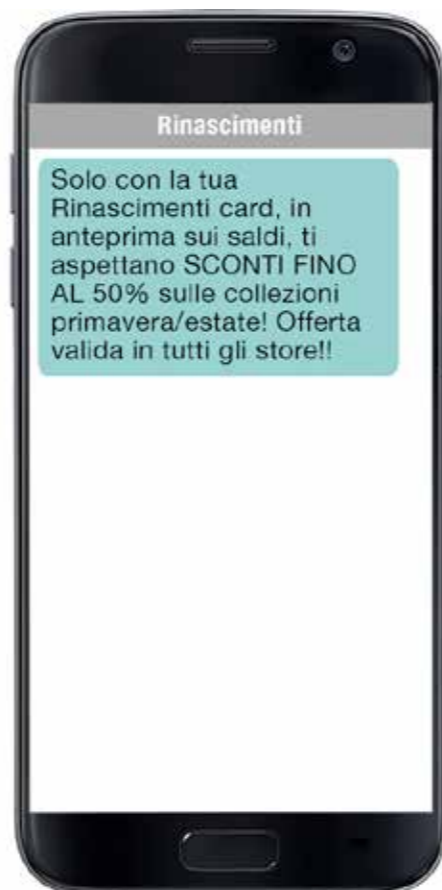 Rinascimenti
Solo con la tua
Rinascimenti card, in
anteprima sui saldi, ti
aspettano SCONTI FINO
AL 50% sulle collezioni
primavera/estate! Offerta
valida in tutti gli store!!